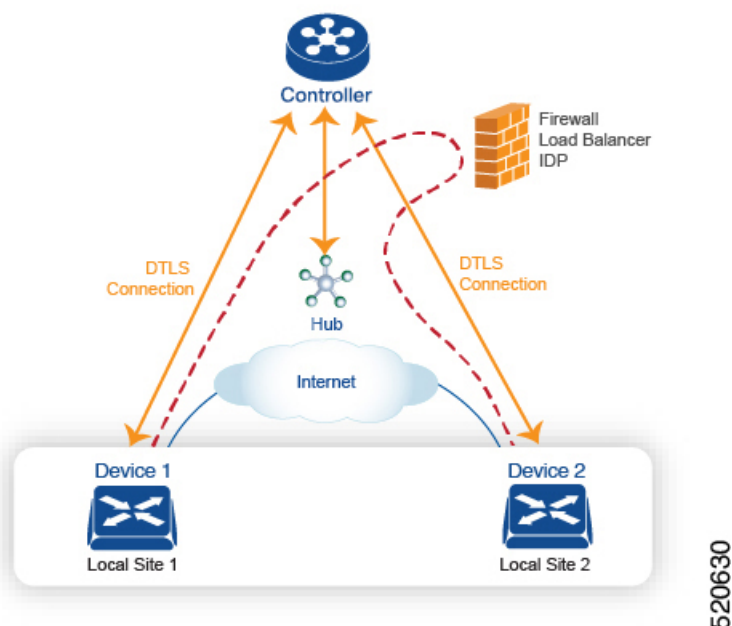 Controller
Firewall
Load Balancer
IDP
DTLS
Connection
DTLS
Connection
Hub
Internet
Device 1
Device 2
Local Site 1
Local Site 2
520630